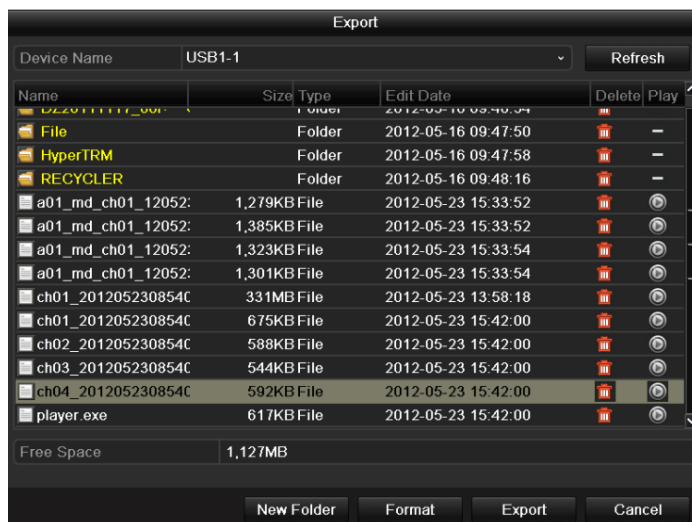 Export
Device Name USB1-1 Refresh
Name Size Type Edit Date Delete Play
File Folder 2012-05-16 09:47:50 –
HyperTRM Folder 2012-05-16 09:47:58 –
RECYCLER Folder 2012-05-16 09:48:16 –
a01_md_ch01_12052: 1,279KB File 2012-05-23 15:33:52
a01_md_ch01_12052: 1,385KB File 2012-05-23 15:33:52
a01_md_ch01_12052: 1,323KB File 2012-05-23 15:33:54
a01_md_ch01_12052: 1,301KB File 2012-05-23 15:33:54
ch01_2012052308540 331MB File 2012-05-23 13:58:18
ch01_2012052308540 675KB File 2012-05-23 15:42:00
ch02_2012052308540 588KB File 2012-05-23 15:42:00
ch03_2012052308540 544KB File 2012-05-23 15:42:00
ch04_2012052308540 592KB File 2012-05-23 15:42:00
player.exe 617KB File 2012-05-23 15:42:00
Free Space 1,127MB
New Folder Format Export Cancel